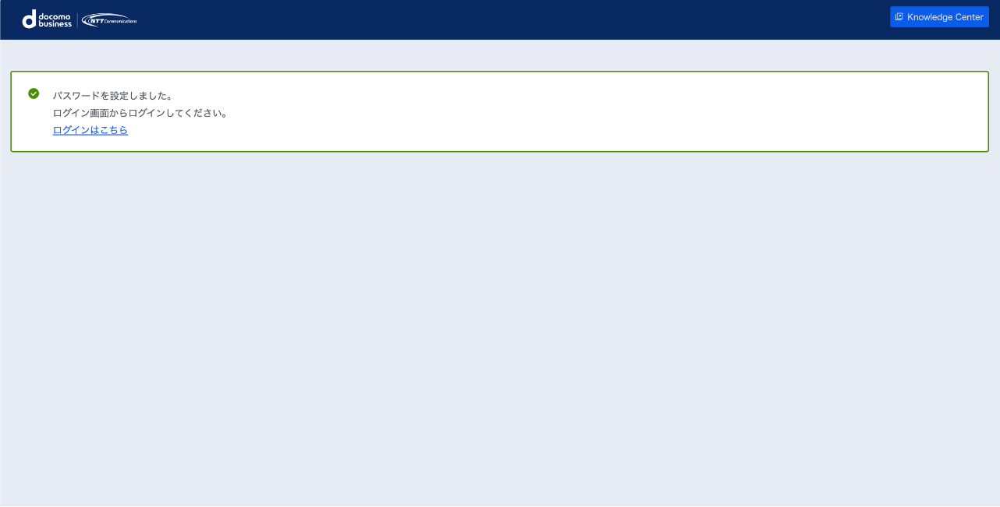 docomo
business
NTT Communications
Knowledge Center
パスワードを設定しました。
ログイン画面からログインしてください。
ログインはこちら